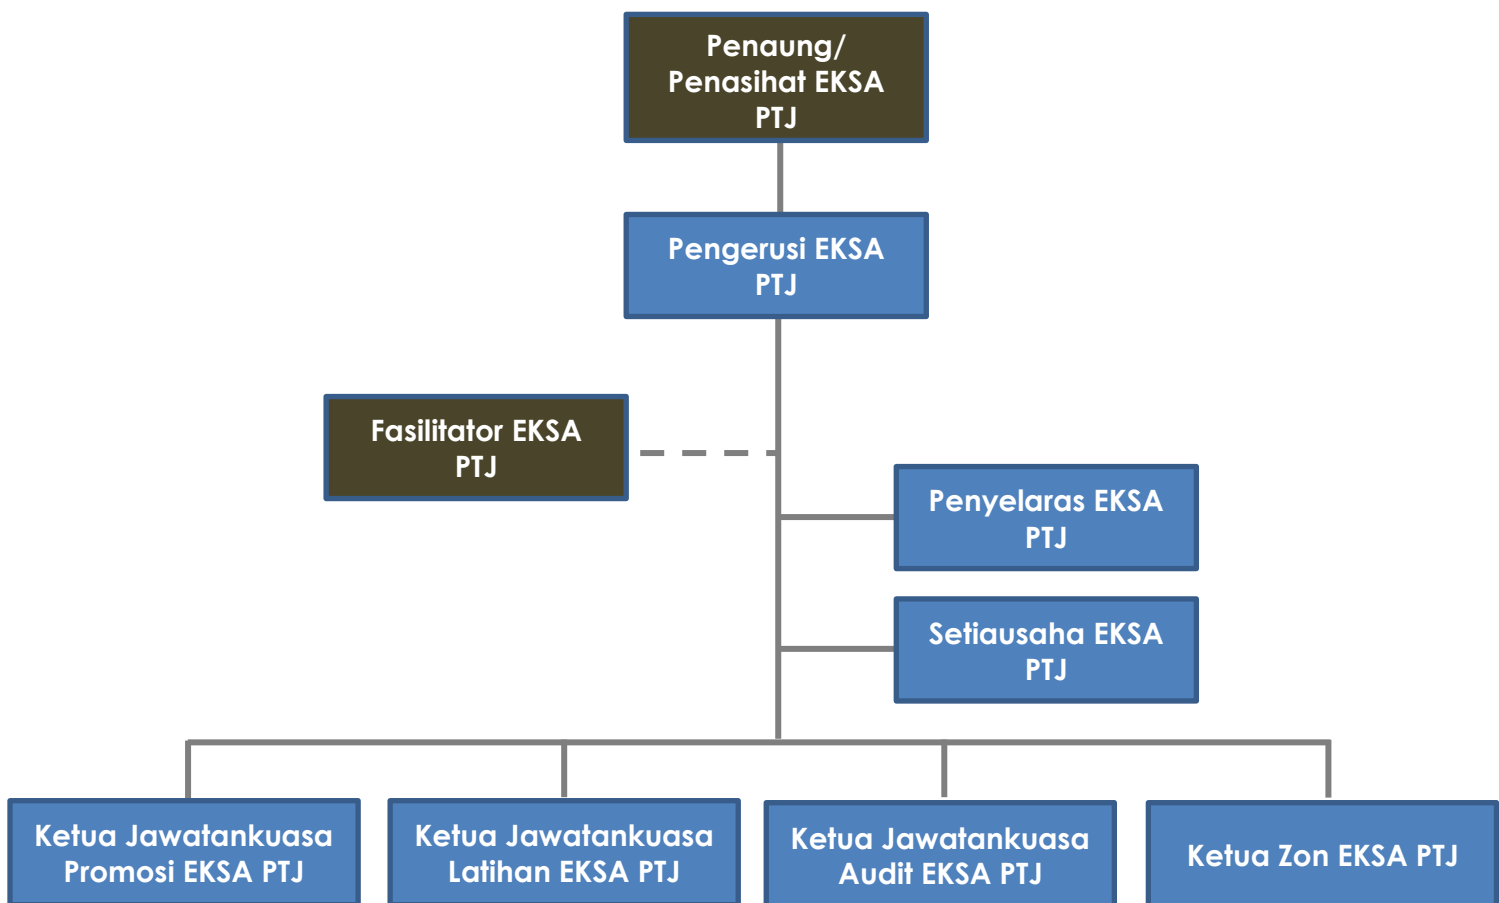 Penaung/
Penasihat EKSA
PTJ
Pengerusi EKSA
PTJ
Fasilitator EKSA
PTJ
Penyelaras EKSA
PTJ
Setiausaha EKSA
PTJ
Ketua Jawatankuasa
Promosi EKSA PTJ
Ketua Jawatankuasa
Latihan EKSA PTJ
Ketua Jawatankuasa
Audit EKSA PTJ
Ketua Zon EKSA PTJ